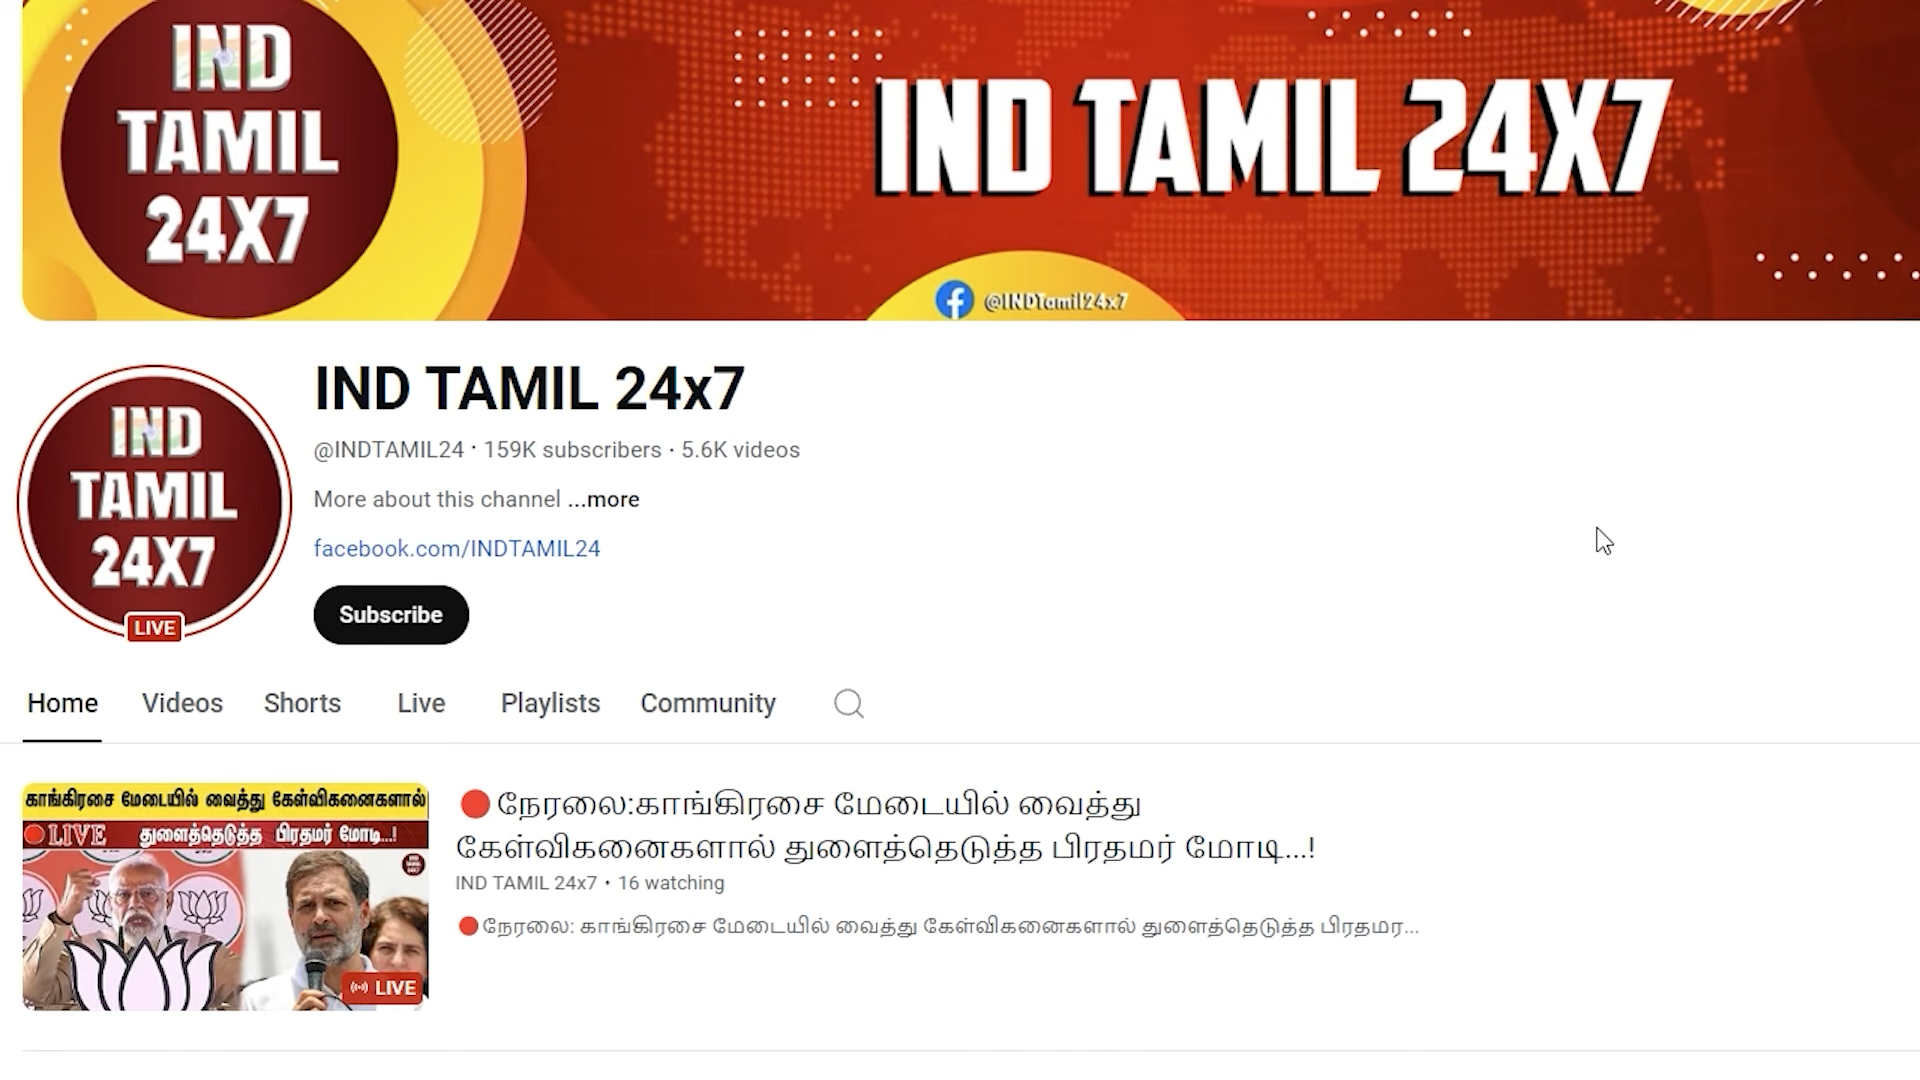 IND
TAMIL
24X7
IND TAMIL 24X7
@INDTamil24x7
IND TAMIL 24x7
@INDTAMIL24 · 159K subscribers · 5.6K videos
More about this channel ...more
facebook.com/INDTAMIL24
Subscribe
IND
TAMIL
24X7
LIVE
Home Videos Shorts Live Playlists Community
காங்கிரசை மேடையில் வைத்து கேள்விகனைகளால்
LIVE துளைத்தெடுத்த பிரதமர் மோடி...!
LIVE
🔴நேரலை:காங்கிரசை மேடையில் வைத்து
கேள்விகனைகளால் துளைத்தெடுத்த பிரதமர் மோடி...!
IND TAMIL 24x7 • 16 watching
🔴நேரலை: காங்கிரசை மேடையில் வைத்து கேள்விகனைகளால் துளைத்தெடுத்த பிரதமர...